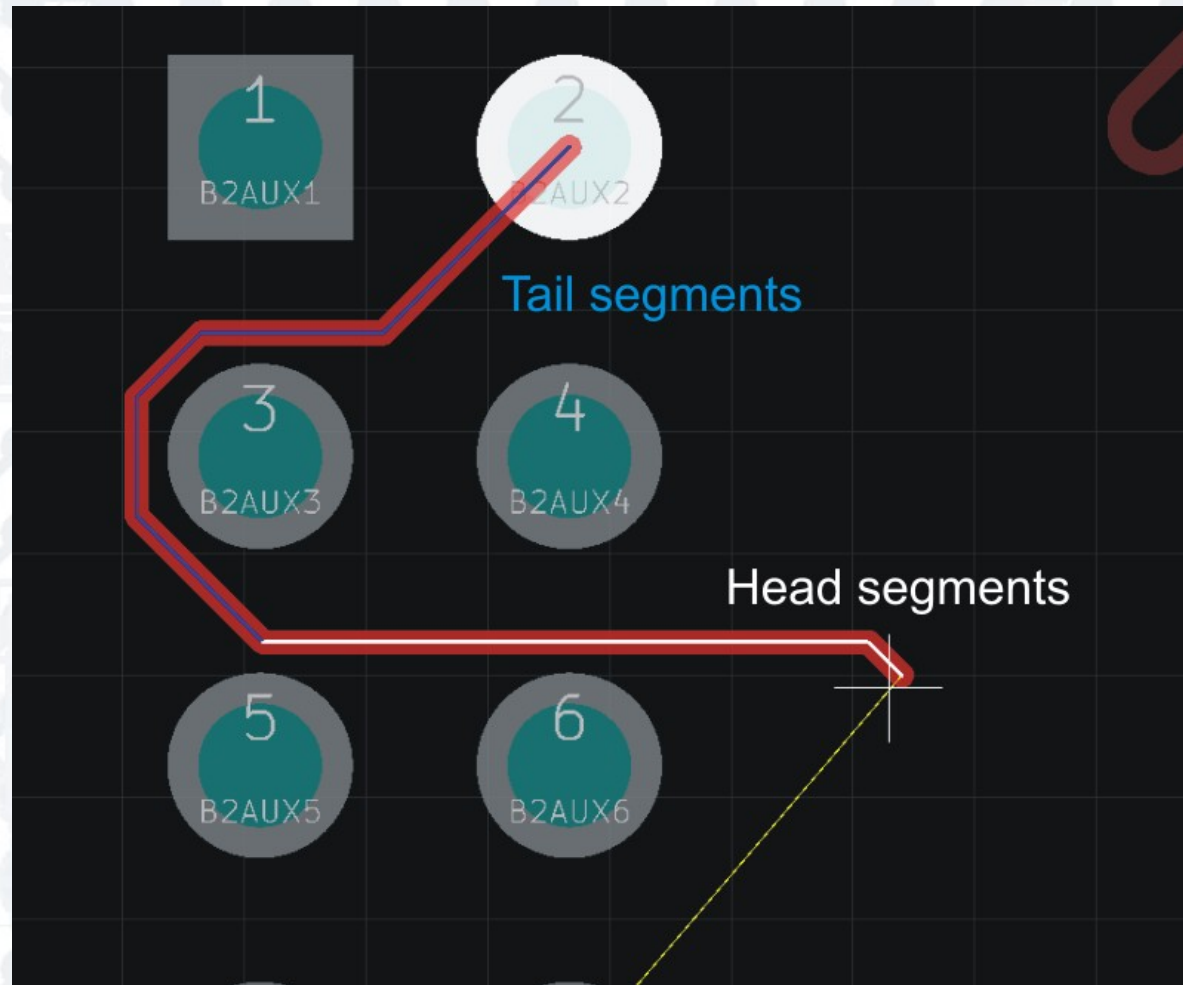 1
2
B2AUX1
B2AUX2
Tail segments
3
4
B2AUX3
B2AUX4
Head segments
5
6
B2AUX5
B2AUX6